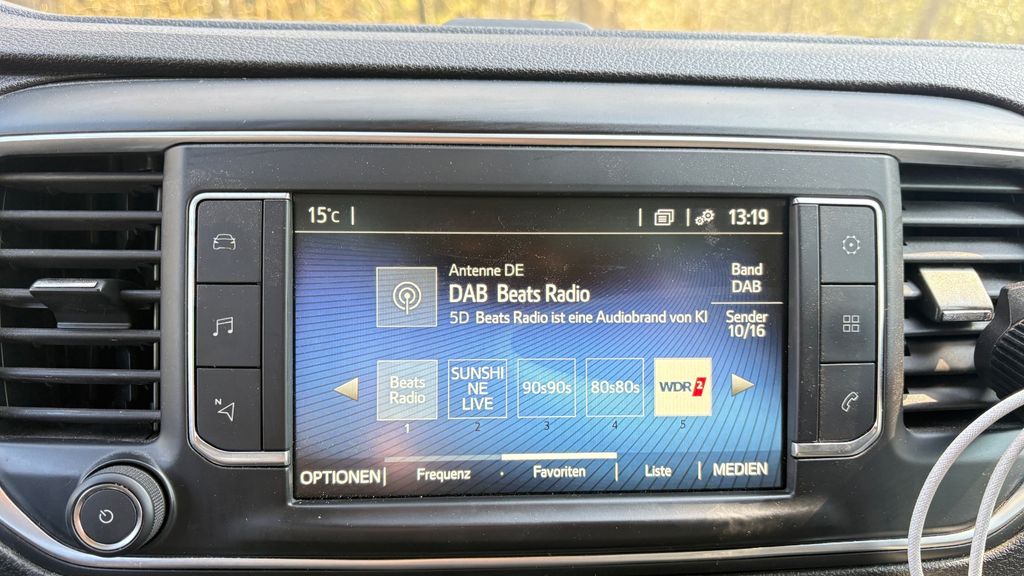 15°C
13:19
Antenne DE
DAB Beats Radio
5D Beats Radio ist eine Audiobrand von KI
Band
DAB
Sender
10/16
Beats
Radio
SUNSHI
NE
LIVE
90s90s
80s80s
WDR 2
1
2
3
4
5
OPTIONEN
Frequenz
Favoriten
Liste
MEDIEN
N